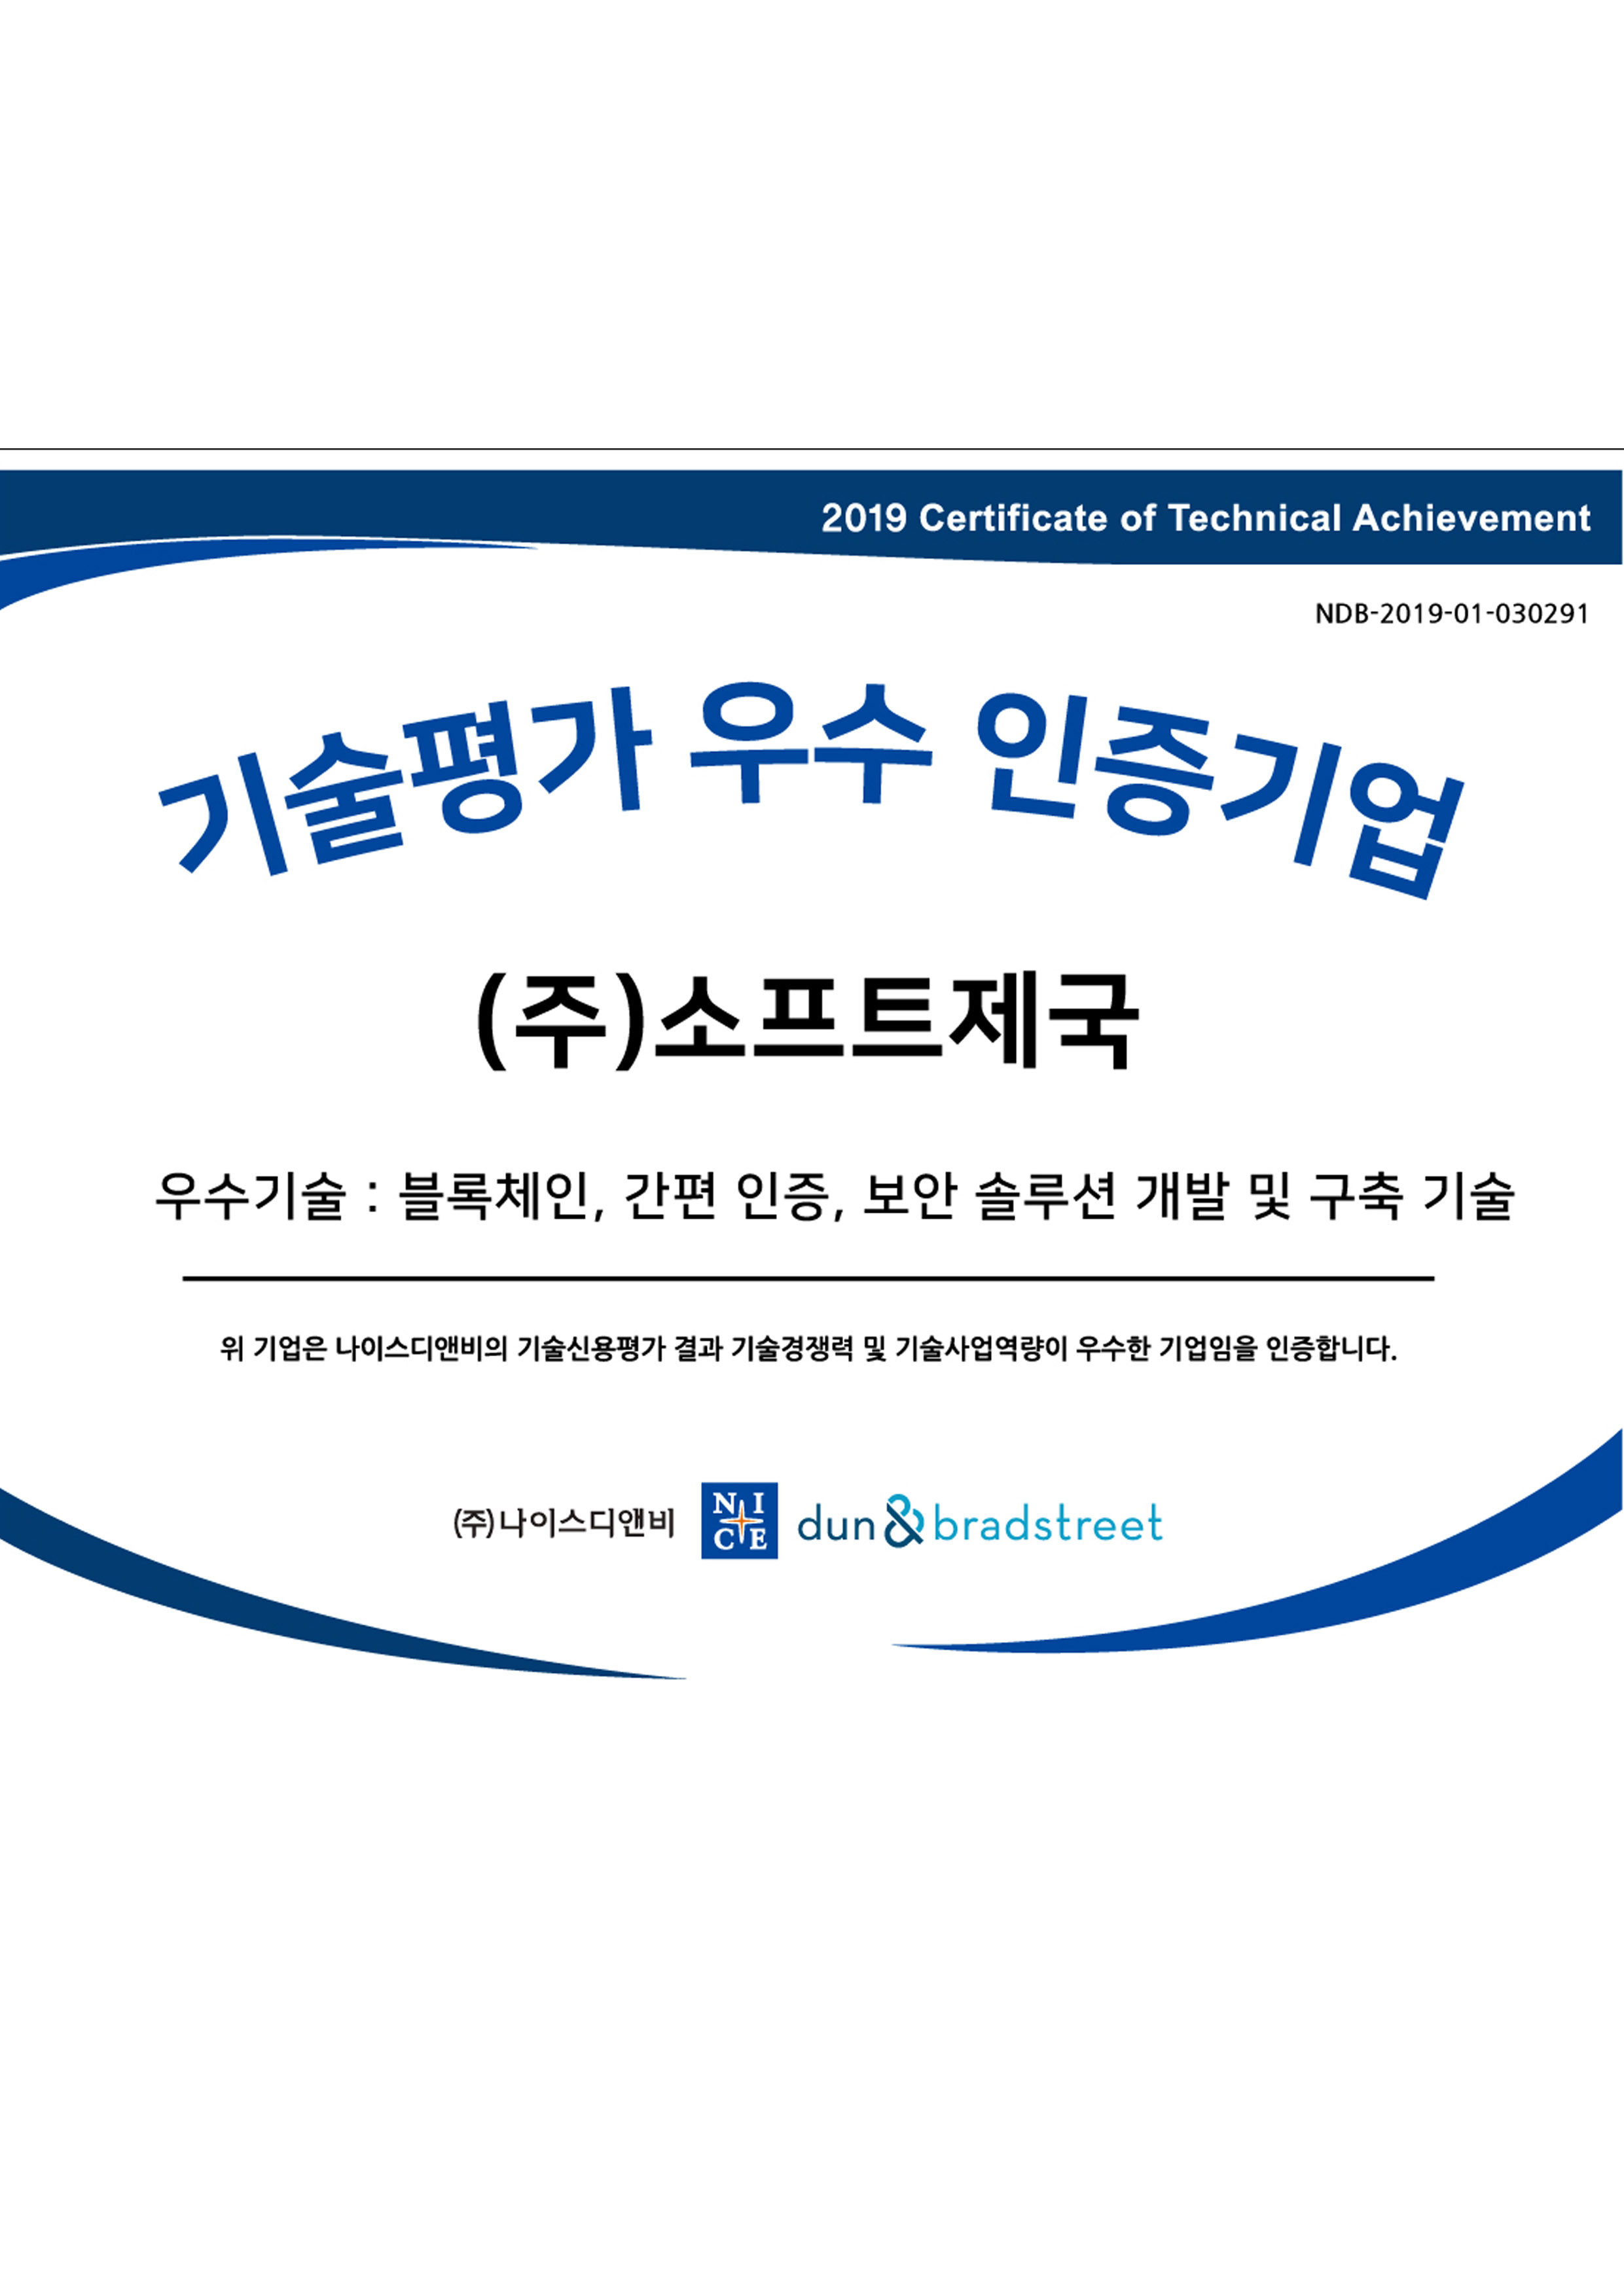 2019 Certificate of Technical Achievement
NDB-2019-01-030291
기술평가 우수 인증기업
(주)소프트제국
우수기술 : 블록체인, 간편 인증, 보안 솔루션 개발 및 구축 기술
위 기업은 나이스디앤비의 기술신용평가 결과 기술경쟁력 및 기술사업역량이 우수한 기업임을 인증합니다.
(주)나이스디앤비 NICE dun & bradstreet